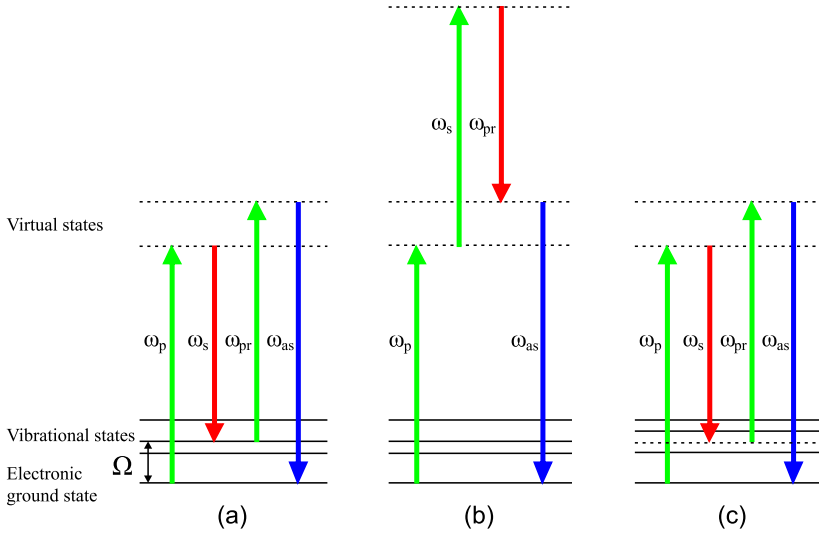 ωs ωpr
Virtual states
ωp ωs ωpr ωas
ωp ωas
ωp ωs ωpr ωas
Vibrational states
Ω
Electronic
ground state
(a) (b) (c)